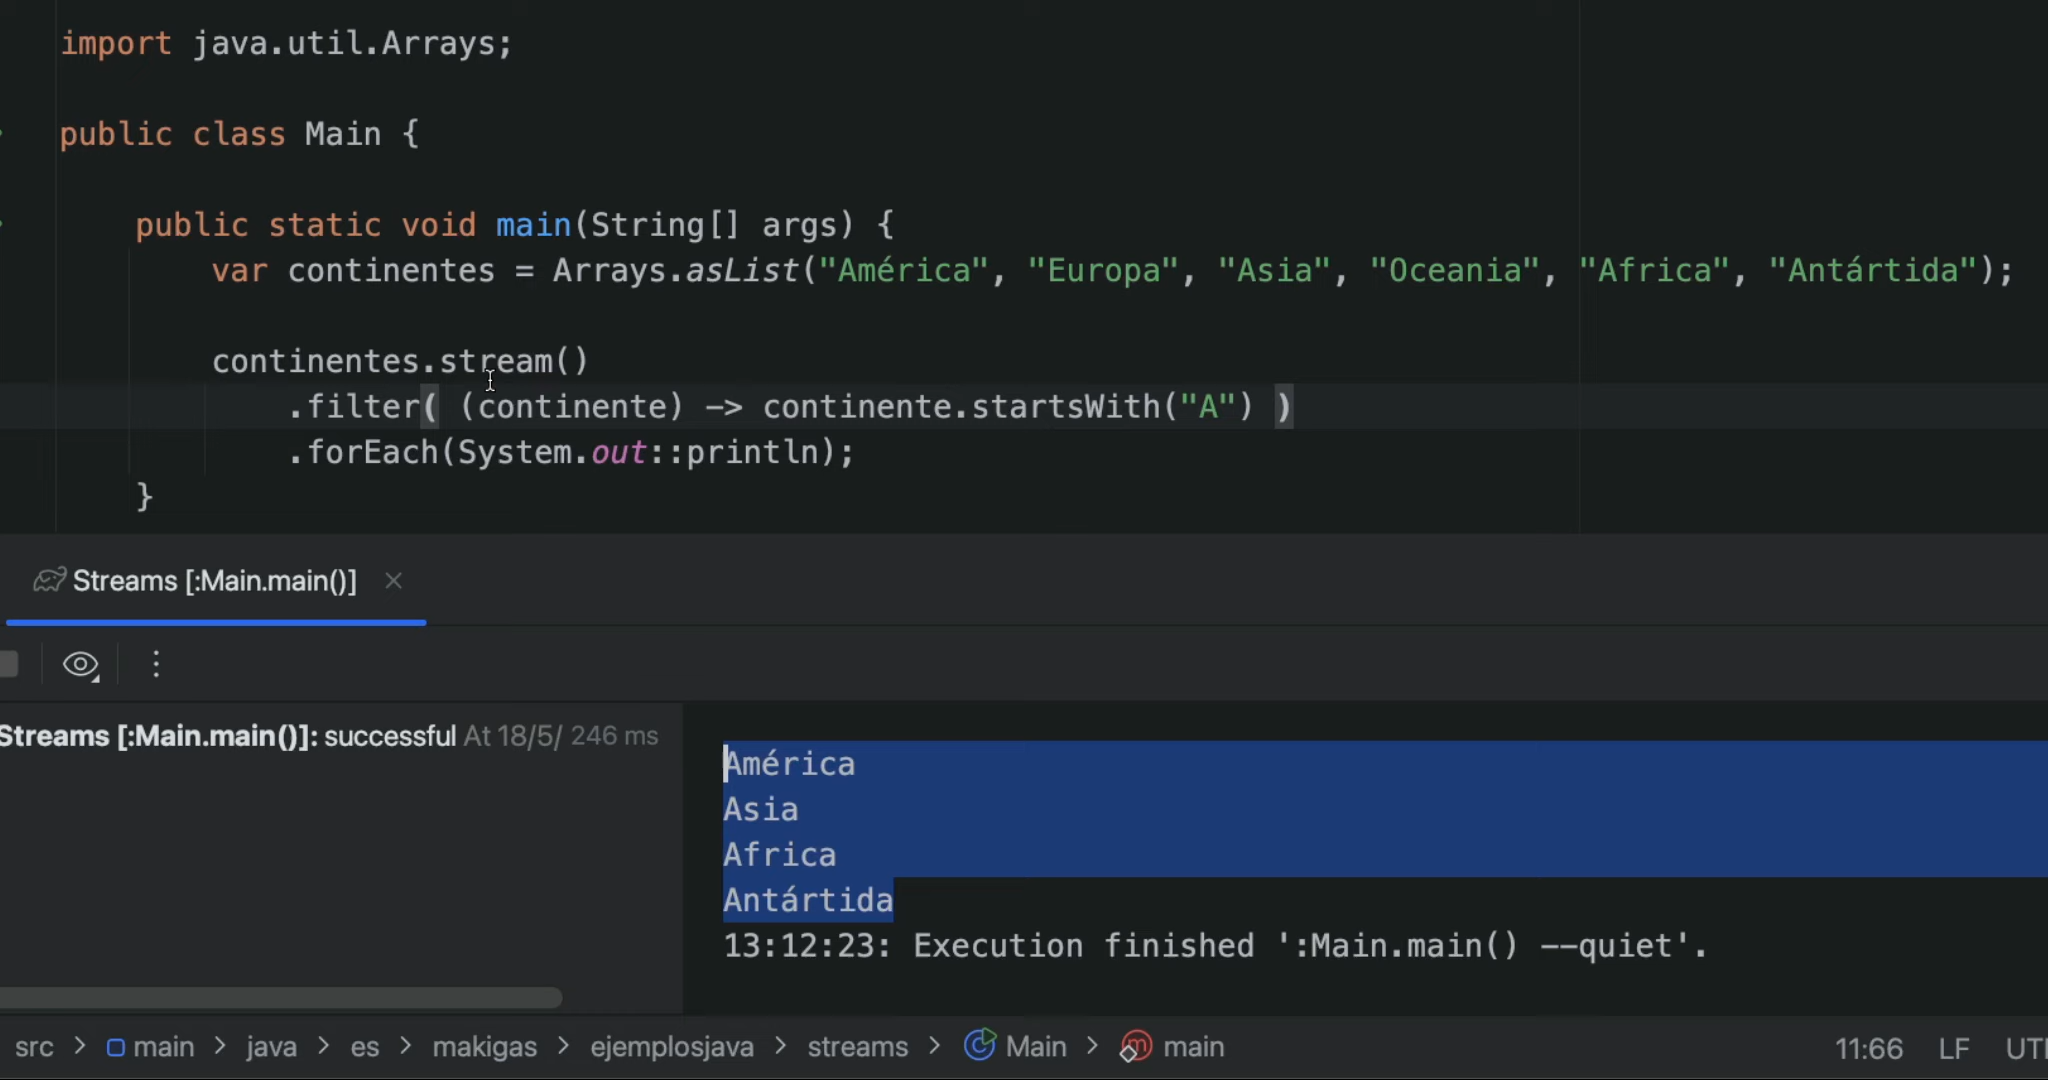 import java.util.Arrays;
public class Main {
public static void main(String[] args) {
var continentes = Arrays.asList("América", "Europa", "Asia", "Oceania", "Africa", "Antártida");
continentes.stream()
.filter( (continente) -> continente.startsWith("A") )
.forEach(System.out::println);
}
Streams [:Main.main()]
Streams [:Main.main()]: successful At 18/5/ 246 ms
América
Asia
Africa
Antártida
13:12:23: Execution finished ':Main.main() --quiet'.
src > main > java > es > makigas > ejemplosjava > streams > Main > main 11:66 LF